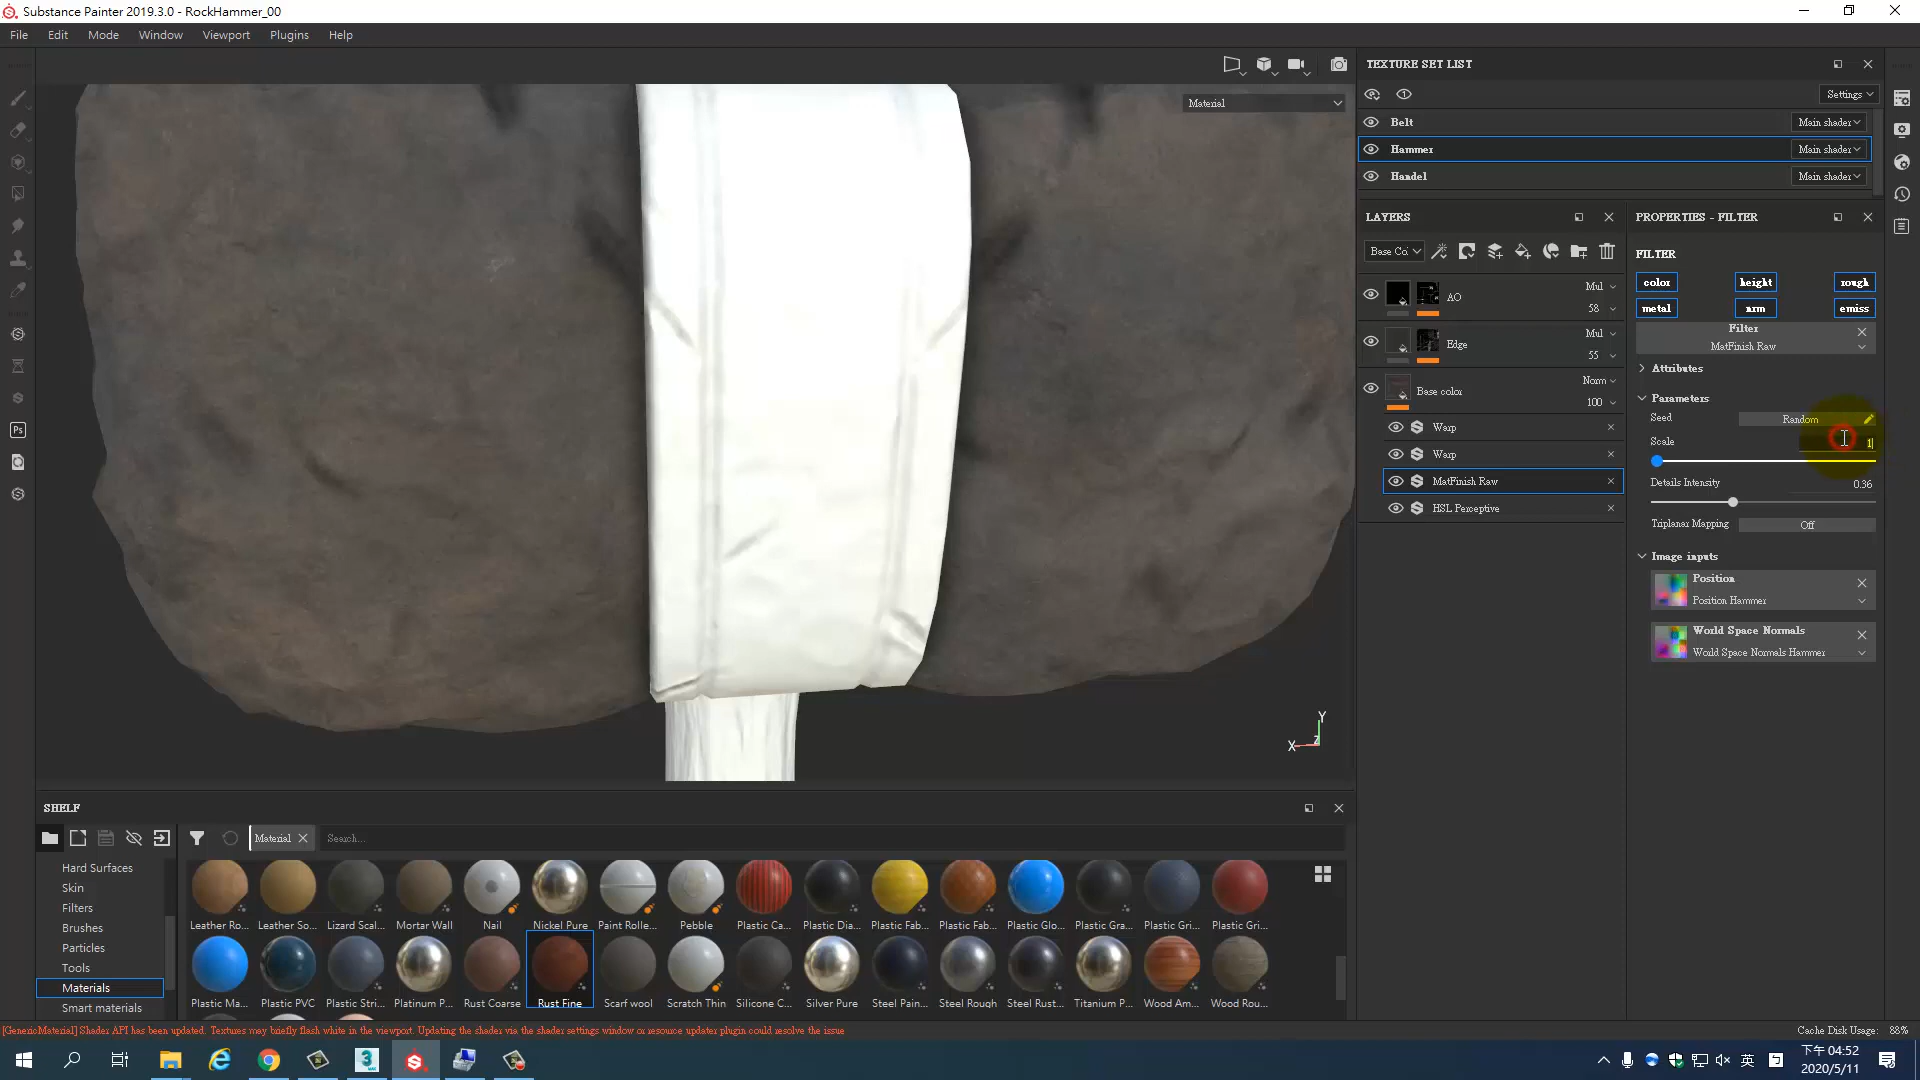 Substance Painter 2019.3.0 - RockHammer_00
File Edit Mode Window Viewport Plugins Help
Material
TEXTURE SET LIST
Settings
Belt Main shader
Hammer Main shader
Handel Main shader
LAYERS
Base Col
AO Mul 58
Edge Mul 55
Base color Norm 100
Warp
Warp
MatFinish Raw
HSL Perceptive
PROPERTIES - FILTER
FILTER
color height rough
metal nrm emiss
Filter
MatFinish Raw
Attributes
Parameters
Seed Random
Scale 1
Details Intensity 0.36
Triplanar Mapping Off
Image inputs
Position
Position Hammer
World Space Normals
World Space Normals Hammer
Y
X Z
SHELF
Material Search...
Hard Surfaces
Skin
Filters
Brushes
Particles
Tools
Materials
Smart materials
Leather Ro... Leather So... Lizard Scal... Mortar Wall Nail Nickel Pure Paint Rolle... Pebble Plastic Ca... Plastic Dia... Plastic Fab... Plastic Fab... Plastic Glo... Plastic Gra... Plastic Gri... Plastic Gri...
Plastic Ma... Plastic PVC Plastic Stri... Platinum P... Rust Coarse Rust Fine Scarf wool Scratch Thin Silicone C... Silver Pure Steel Pain... Steel Rough Steel Rust... Titanium P... Wood Am... Wood Rou...
[GenericMaterial] Shader API has been updated. Textures may briefly flash white in the viewport. Updating the shader via the shader settings window or resource updater plugin could resolve the issue
Cache Disk Usage: 88%
Ps
英
下午 04:52
2020/5/11